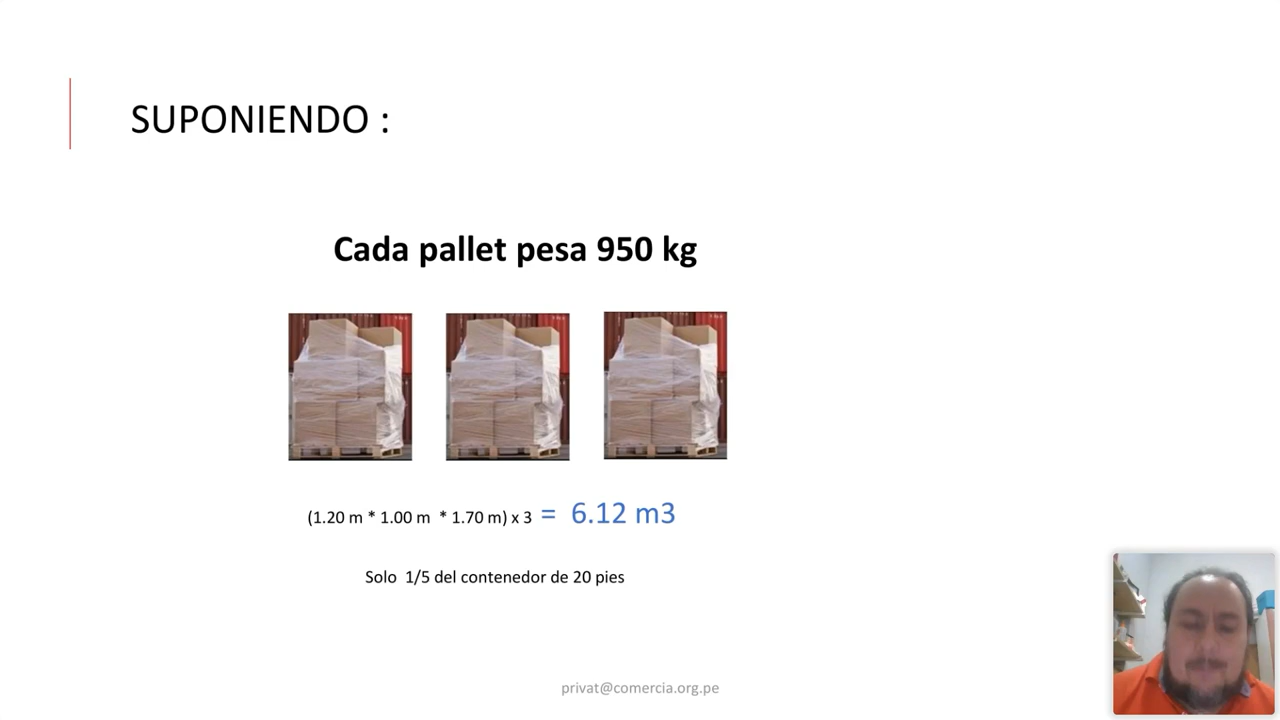 SUPONIENDO :
Cada pallet pesa 950 kg
(1.20 m * 1.00 m * 1.70 m) x 3 = 6.12 m3
Solo 1/5 del contenedor de 20 pies
privat@comercia.org.pe